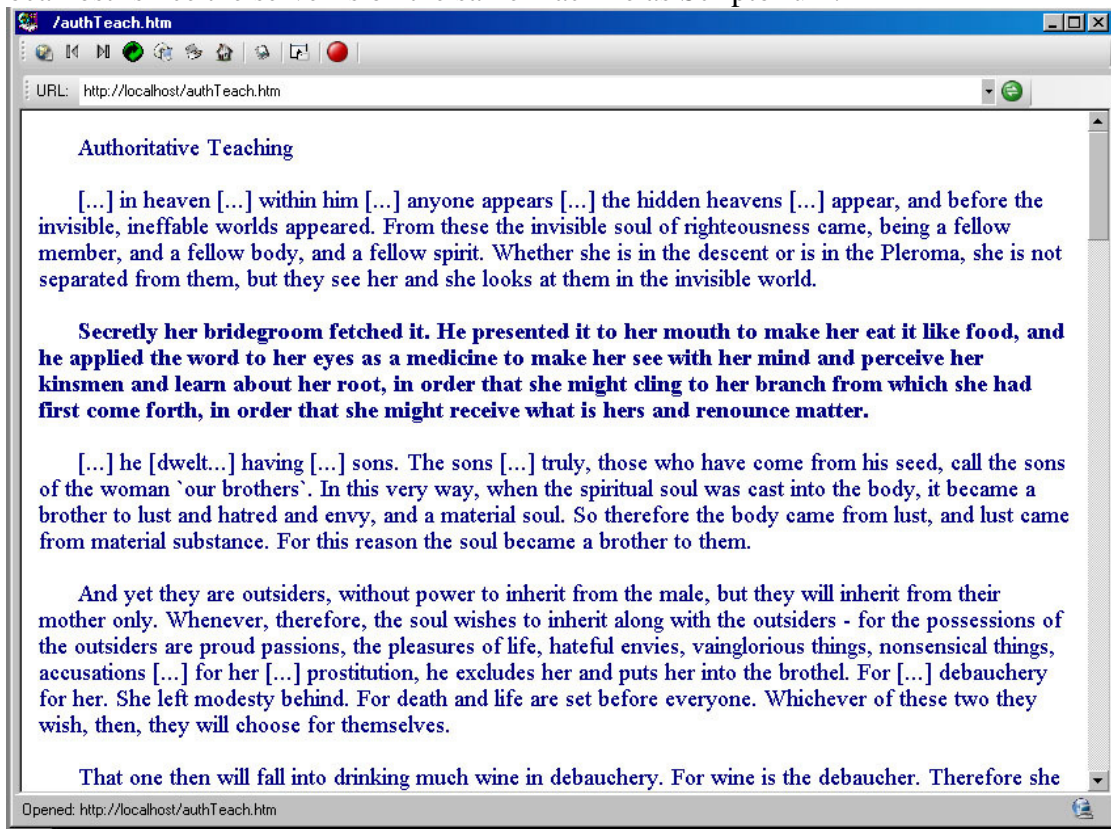 /authTeach.htm
URL: http://localhost/authTeach.htm
Authoritative Teaching
[...] in heaven [...] within him [...] anyone appears [...] the hidden heavens [...] appear, and before the
invisible, ineffable worlds appeared. From these the invisible soul of righteousness came, being a fellow
member, and a fellow body, and a fellow spirit. Whether she is in the descent or is in the Pleroma, she is not
separated from them, but they see her and she looks at them in the invisible world.
Secretly her bridegroom fetched it. He presented it to her mouth to make her eat it like food, and
he applied the word to her eyes as a medicine to make her see with her mind and perceive her
kinsmen and learn about her root, in order that she might cling to her branch from which she had
first come forth, in order that she might receive what is hers and renounce matter.
[...] he [dwelt...] having [...] sons. The sons [...] truly, those who have come from his seed, call the sons
of the woman `our brothers`. In this very way, when the spiritual soul was cast into the body, it became a
brother to lust and hatred and envy, and a material soul. So therefore the body came from lust, and lust came
from material substance. For this reason the soul became a brother to them.
And yet they are outsiders, without power to inherit from the male, but they will inherit from their
mother only. Whenever, therefore, the soul wishes to inherit along with the outsiders - for the possessions of
the outsiders are proud passions, the pleasures of life, hateful envies, vainglorious things, nonsensical things,
accusations [...] for her [...] prostitution, he excludes her and puts her into the brothel. For [...] debauchery
for her. She left modesty behind. For death and life are set before everyone. Whichever of these two they
wish, then, they will choose for themselves.
That one then will fall into drinking much wine in debauchery. For wine is the debaucher. Therefore she
Opened: http://localhost/authTeach.htm